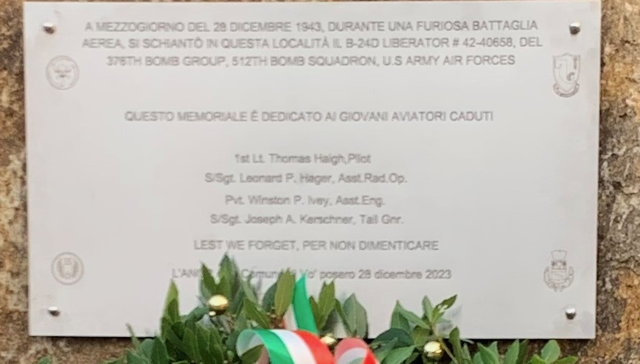 A MEZZOGIORNO DEL 28 DICEMBRE 1943, DURANTE UNA FURIOSA BATTAGLIA
AEREA, SI SCHIANTÒ IN QUESTA LOCALITÁ IL B-24D LIBERATOR # 42-40658, DEL
376TH BOMB GROUP, 512TH BOMB SQUADRON, U.S ARMY AIR FORCES
QUESTO MEMORIALE È DEDICATO AI GIOVANI AVIATORI CADUTI
1st Lt. Thomas Haigh,Pilot
S/Sgt. Leonard P. Hager, Asst.Rad.Op.
Pvt. Winston P. Ivey, Asst.Eng.
S/Sgt. Joseph A. Kerschner, Tail Gnr.
LEST WE FORGET, PER NON DIMENTICARE
Vo' posero 28 dicembre 2023